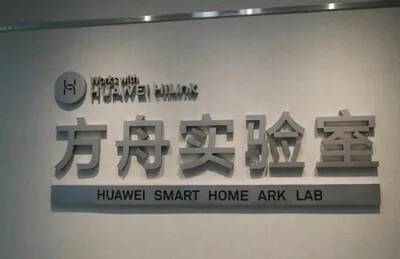 Works with
HUAWEI HiLink
方舟实验室
HUAWEI SMART HOME ARK LAB